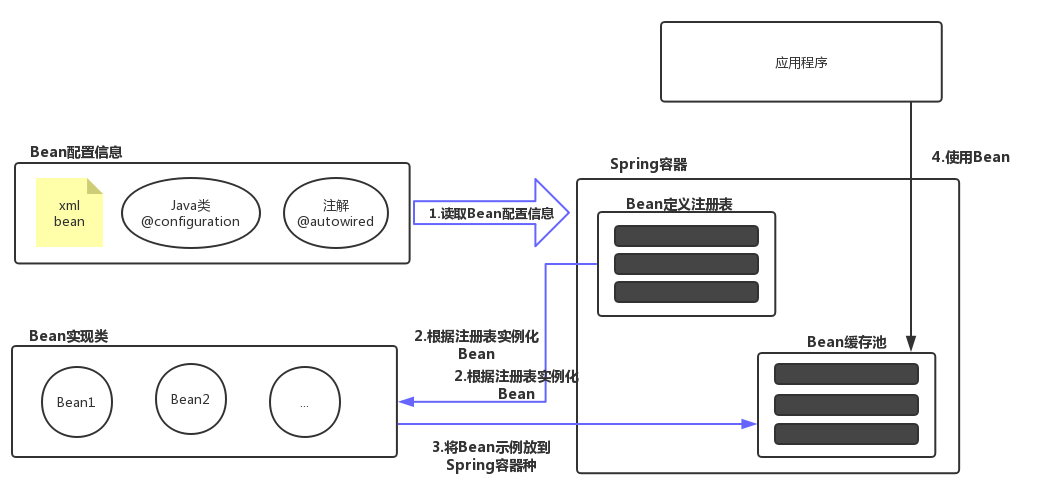 应用程序
Bean配置信息
4.使用Bean
Spring容器
xml
bean
Java类
@configuration
注解
@autowired
1.读取Bean配置信息
Bean定义注册表
Bean实现类
2.根据注册表实例化
Bean
Bean缓存池
2.根据注册表实例化
Bean
Bean1
Bean2
...
3.将Bean示例放到
Spring容器种